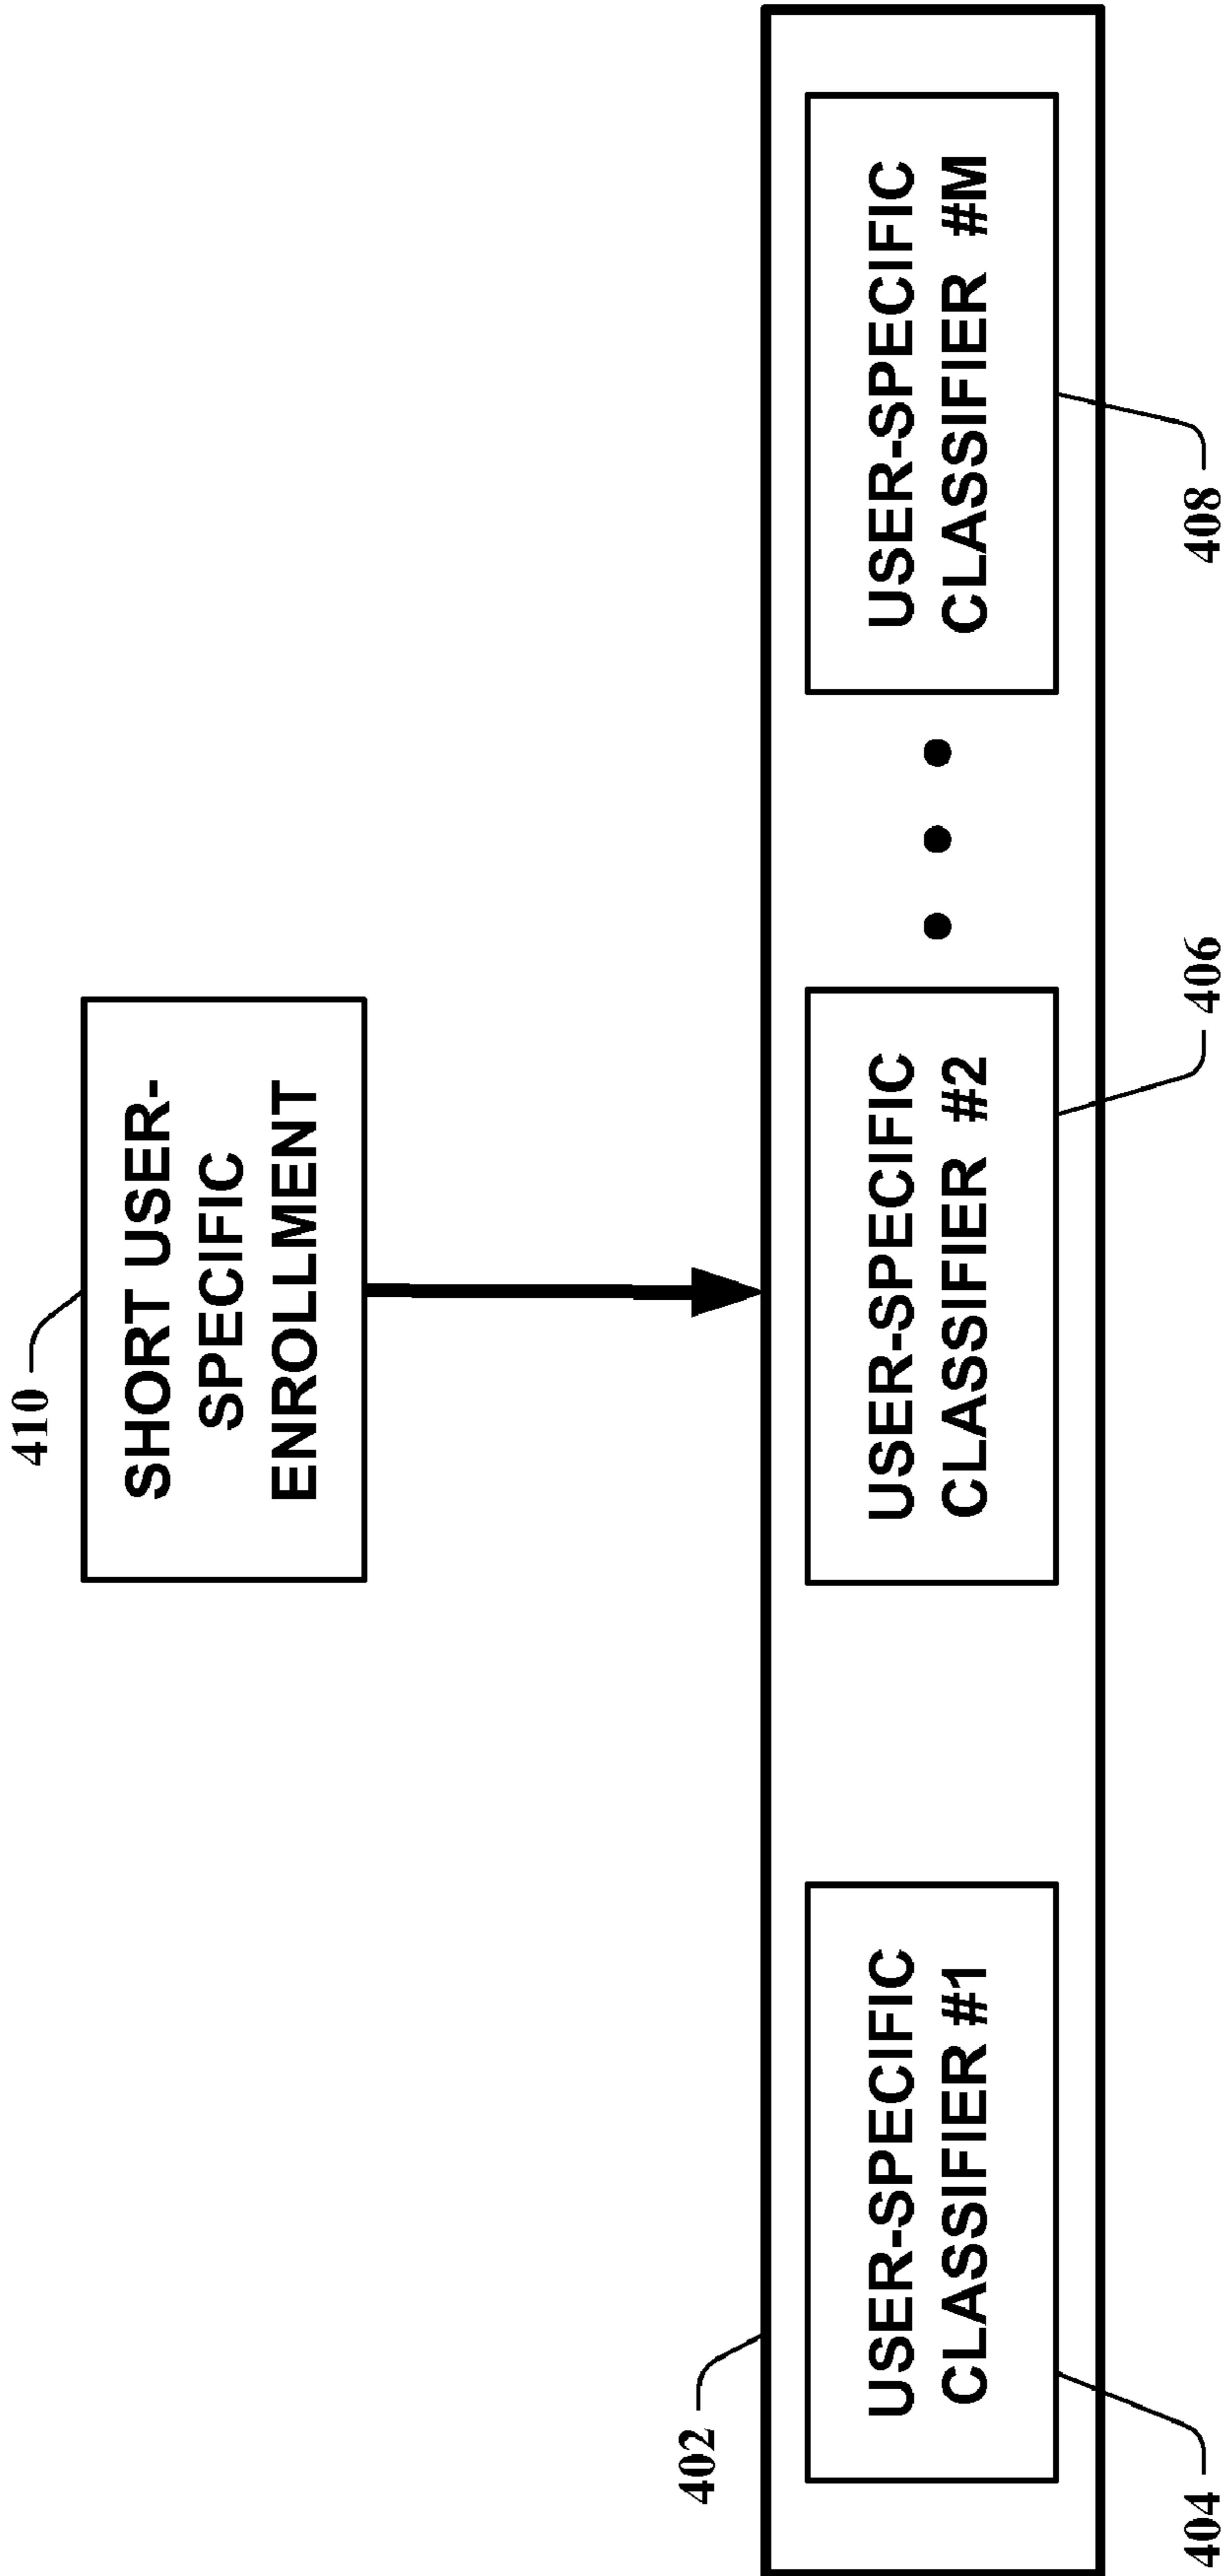 410
SHORT USER-
SPECIFIC
ENROLLMENT
402
USER-SPECIFIC
CLASSIFIER #1
USER-SPECIFIC
CLASSIFIER #2
USER-SPECIFIC
CLASSIFIER #M
404
406
408